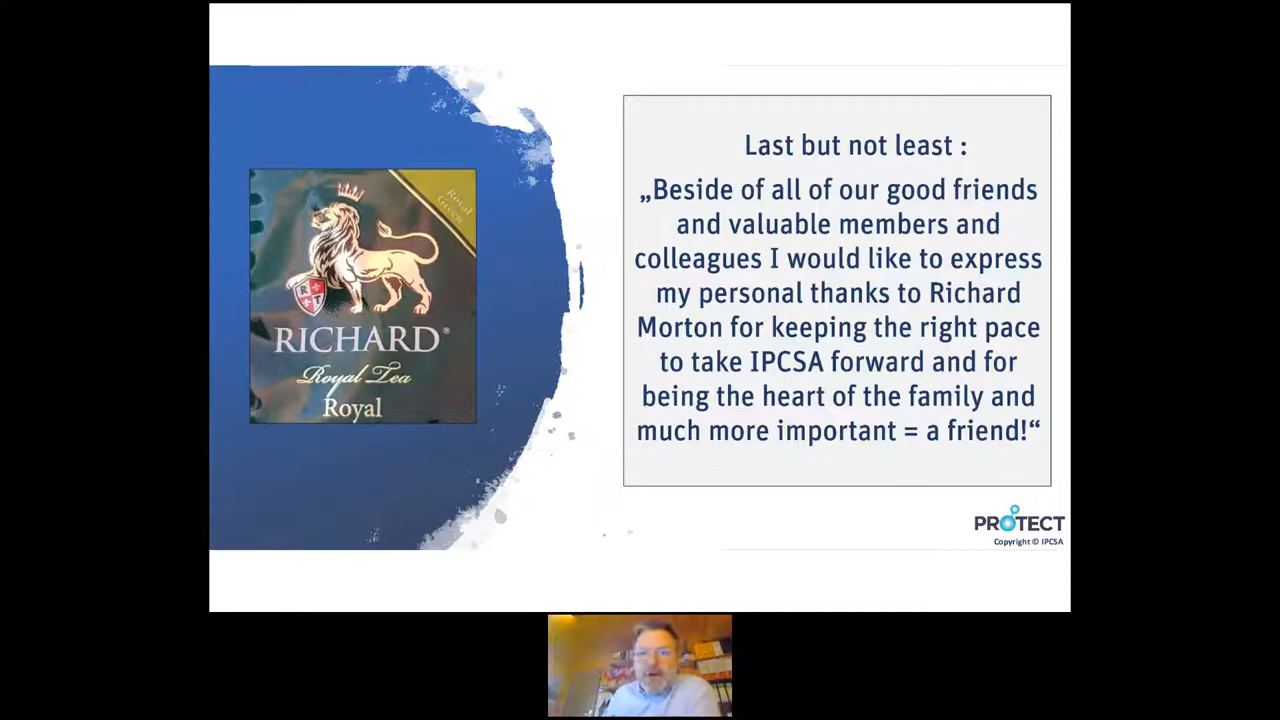 Royal
Green
R T
RICHARD®
Royal Tea
Royal
Last but not least :
„Beside of all of our good friends
and valuable members and
colleagues I would like to express
my personal thanks to Richard
Morton for keeping the right pace
to take IPCSA forward and for
being the heart of the family and
much more important = a friend!“
PROTECT
Copyright © IPCSA